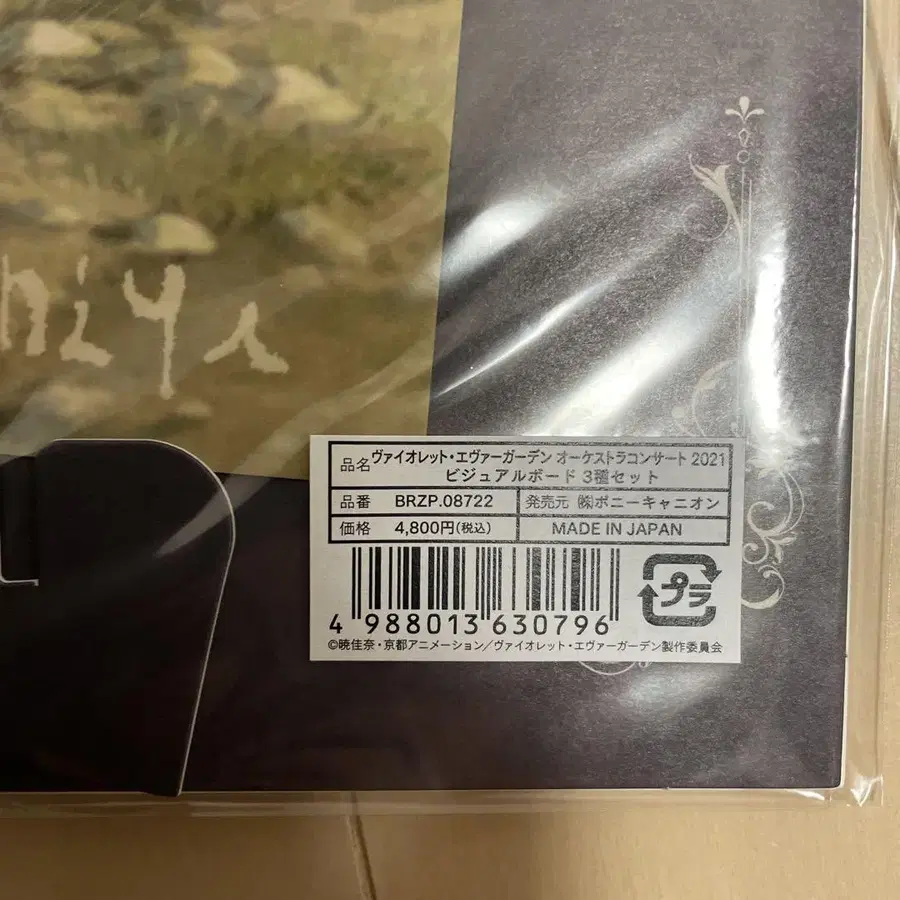 niya
品名 ヴァイオレット・エヴァーガーデン オーケストラコンサート 2021
ビジュアルボード 3種セット
品番 BRZP.08722 発売元 ㈱ポニーキャニオン
価格 4,800円(税込) MADE IN JAPAN
プラ
4 988013 630796
©暁佳奈・京都アニメーション/ヴァイオレット・エヴァーガーデン製作委員会